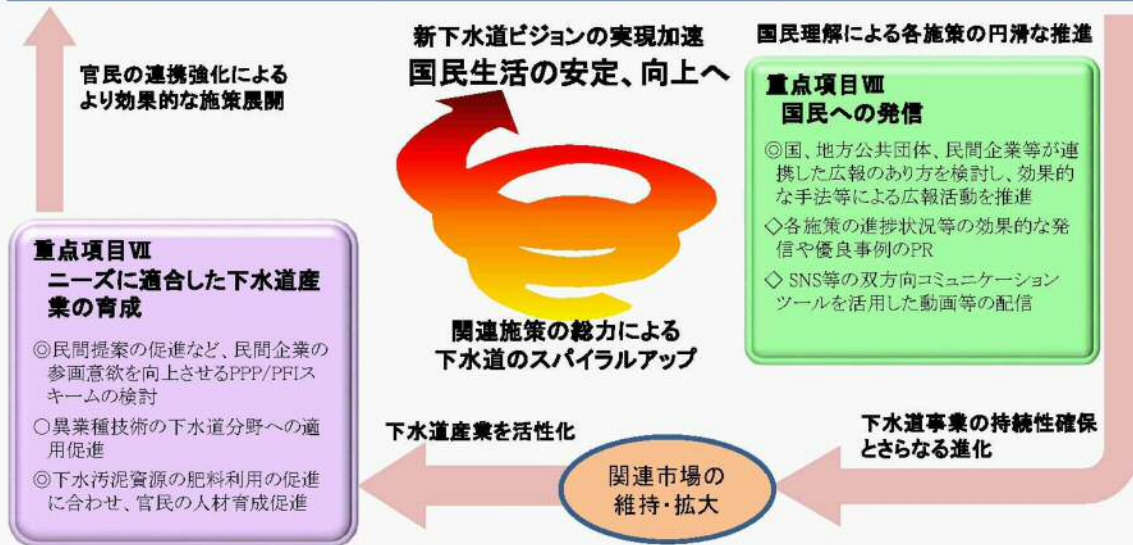 官民の連携強化による
より効果的な施策展開
新下水道ビジョンの実現加速
国民生活の安定、向上へ
国民理解による各施策の円滑な推進
重点項目Ⅷ
国民への発信
◎国、地方公共団体、民間企業等が連
携した広報のあり方を検討し、効果的
な手法等による広報活動を推進
◇各施策の進捗状況等の効果的な発
信や優良事例のPR
◇ SNS等の双方向コミュニケーション
ツールを活用した動画等の配信
重点項目Ⅶ
ニーズに適合した下水道産
業の育成
◎民間提案の促進など、民間企業の
参画意欲を向上させるPPP/PFIス
キームの検討
○異業種技術の下水道分野への適
用促進
◎下水汚泥資源の肥料利用の促進
に合わせ、官民の人材育成促進
関連施策の総力による
下水道のスパイラルアップ
下水道産業を活性化
関連市場の
維持・拡大
下水道事業の持続性確保
とさらなる進化